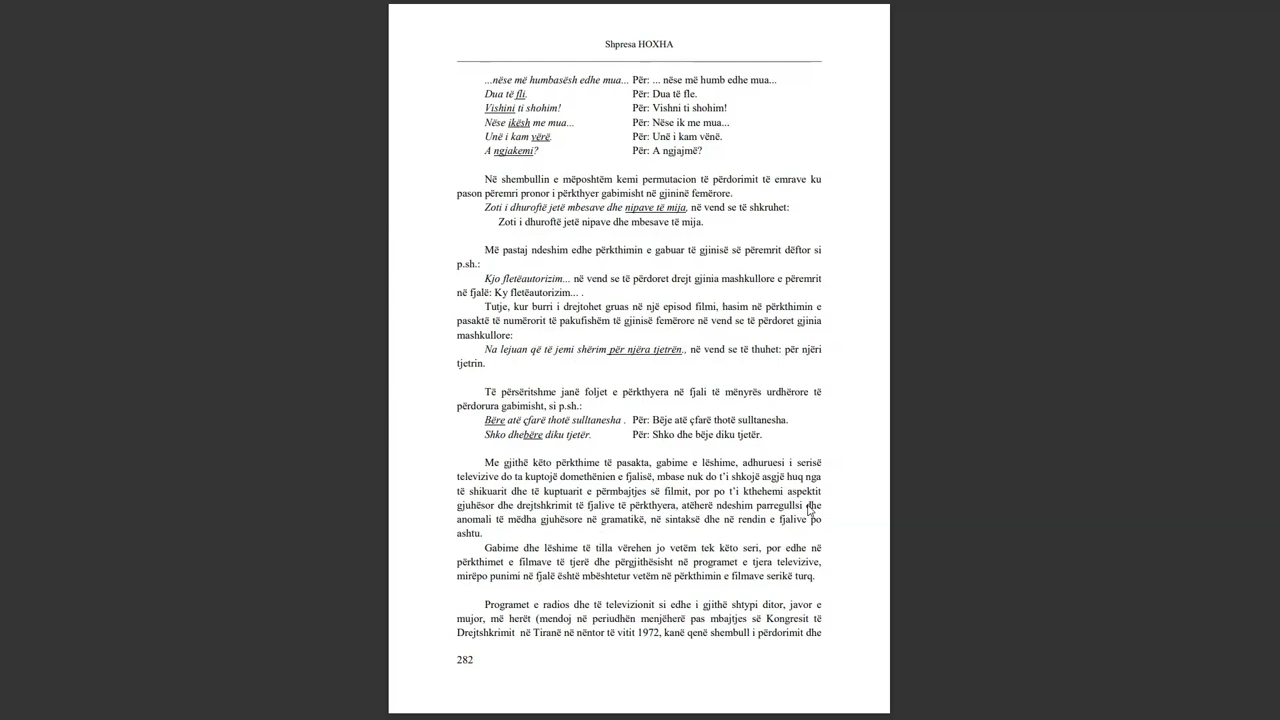 Shpresa HOXHA
...nëse më humbasësh edhe mua... Për: ... nëse më humb edhe mua...
Dua të fli. Për: Dua të fle.
Vishini ti shohim! Për: Vishni ti shohim!
Nëse ikësh me mua... Për: Nëse ik me mua...
Unë i kam vërë. Për: Unë i kam vënë.
A ngjakemi? Për: A ngjajmë?
Në shembullin e mëposhtëm kemi permutacion të përdorimit të emrave ku
pason përemri pronor i përkthyer gabimisht në gjininë femërore.
Zoti i dhuroftë jetë mbesave dhe nipave të mija, në vend se të shkruhet:
Zoti i dhuroftë jetë nipave dhe mbesave të mija.
Më pastaj ndeshim edhe përkthimin e gabuar të gjinisë së përemrit dëftor si
p.sh.:
Kjo fletëautorizim... në vend se të përdoret drejt gjinia mashkullore e përemrit
në fjalë: Ky fletëautorizim... .
Tutje, kur burri i drejtohet gruas në një episod filmi, hasim në përkthimin e
pasaktë të numërorit të pakufishëm të gjinisë femërore në vend se të përdoret gjinia
mashkullore:
Na lejuan që të jemi shërim për njëra tjetrën., në vend se të thuhet: për njëri
tjetrin.
Të përsëritshme janë foljet e përkthyera në fjali të mënyrës urdhërore të
përdorura gabimisht, si p.sh.:
Bëre atë çfarë thotë sulltanesha . Për: Bëje atë çfarë thotë sulltanesha.
Shko dhebëre diku tjetër. Për: Shko dhe bëje diku tjetër.
Me gjithë këto përkthime të pasakta, gabime e lëshime, adhuruesi i serisë
televizive do ta kuptojë domethënien e fjalisë, mbase nuk do t’i shkojë asgjë huq nga
të shikuarit dhe të kuptuarit e përmbajtjes së filmit, por po t’i kthehemi aspektit
gjuhësor dhe drejtshkrimit të fjalive të përkthyera, atëherë ndeshim parregullsi dhe
anomali të mëdha gjuhësore në gramatikë, në sintaksë dhe në rendin e fjalive po
ashtu.
Gabime dhe lëshime të tilla vërehen jo vetëm tek këto seri, por edhe në
përkthimet e filmave të tjerë dhe përgjithësisht në programet e tjera televizive,
mirëpo punimi në fjalë është mbështetur vetëm në përkthimin e filmave serikë turq.
Programet e radios dhe të televizionit si edhe i gjithë shtypi ditor, javor e
mujor, më herët (mendoj në periudhën menjëherë pas mbajtjes së Kongresit të
Drejtshkrimit në Tiranë në nëntor të vitit 1972, kanë qenë shembull i përdorimit dhe
282